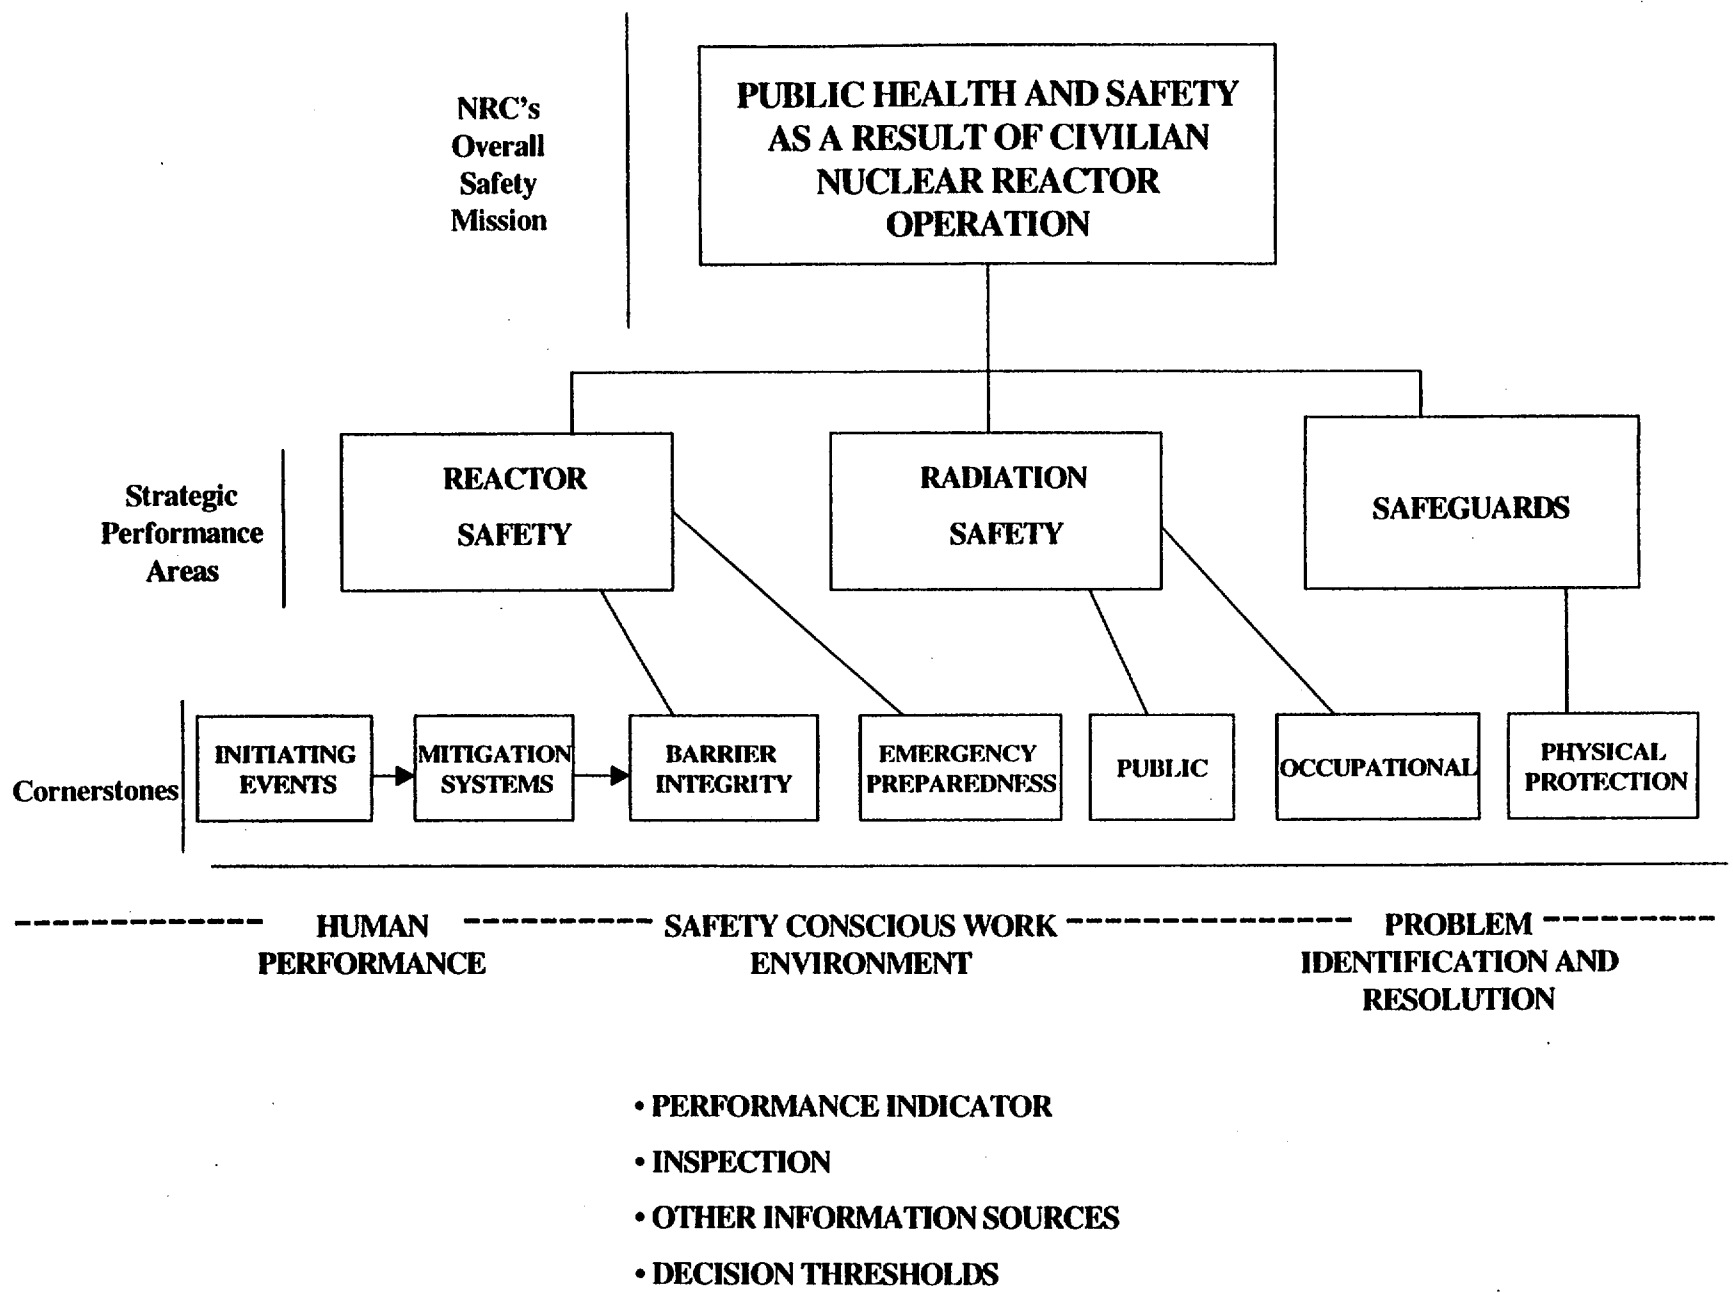 NRC's
Overall
Safety
Mission
PUBLIC HEALTH AND SAFETY
AS A RESULT OF CIVILIAN
NUCLEAR REACTOR
OPERATION
Strategic
Performance
Areas
REACTOR
SAFETY
RADIATION
SAFETY
SAFEGUARDS
Cornerstones
INITIATING
EVENTS
MITIGATION
SYSTEMS
BARRIER
INTEGRITY
EMERGENCY
PREPAREDNESS
PUBLIC
OCCUPATIONAL
PHYSICAL
PROTECTION
HUMAN
PERFORMANCE
SAFETY CONSCIOUS WORK
ENVIRONMENT
PROBLEM
IDENTIFICATION AND
RESOLUTION
• PERFORMANCE INDICATOR
• INSPECTION
• OTHER INFORMATION SOURCES
• DECISION THRESHOLDS